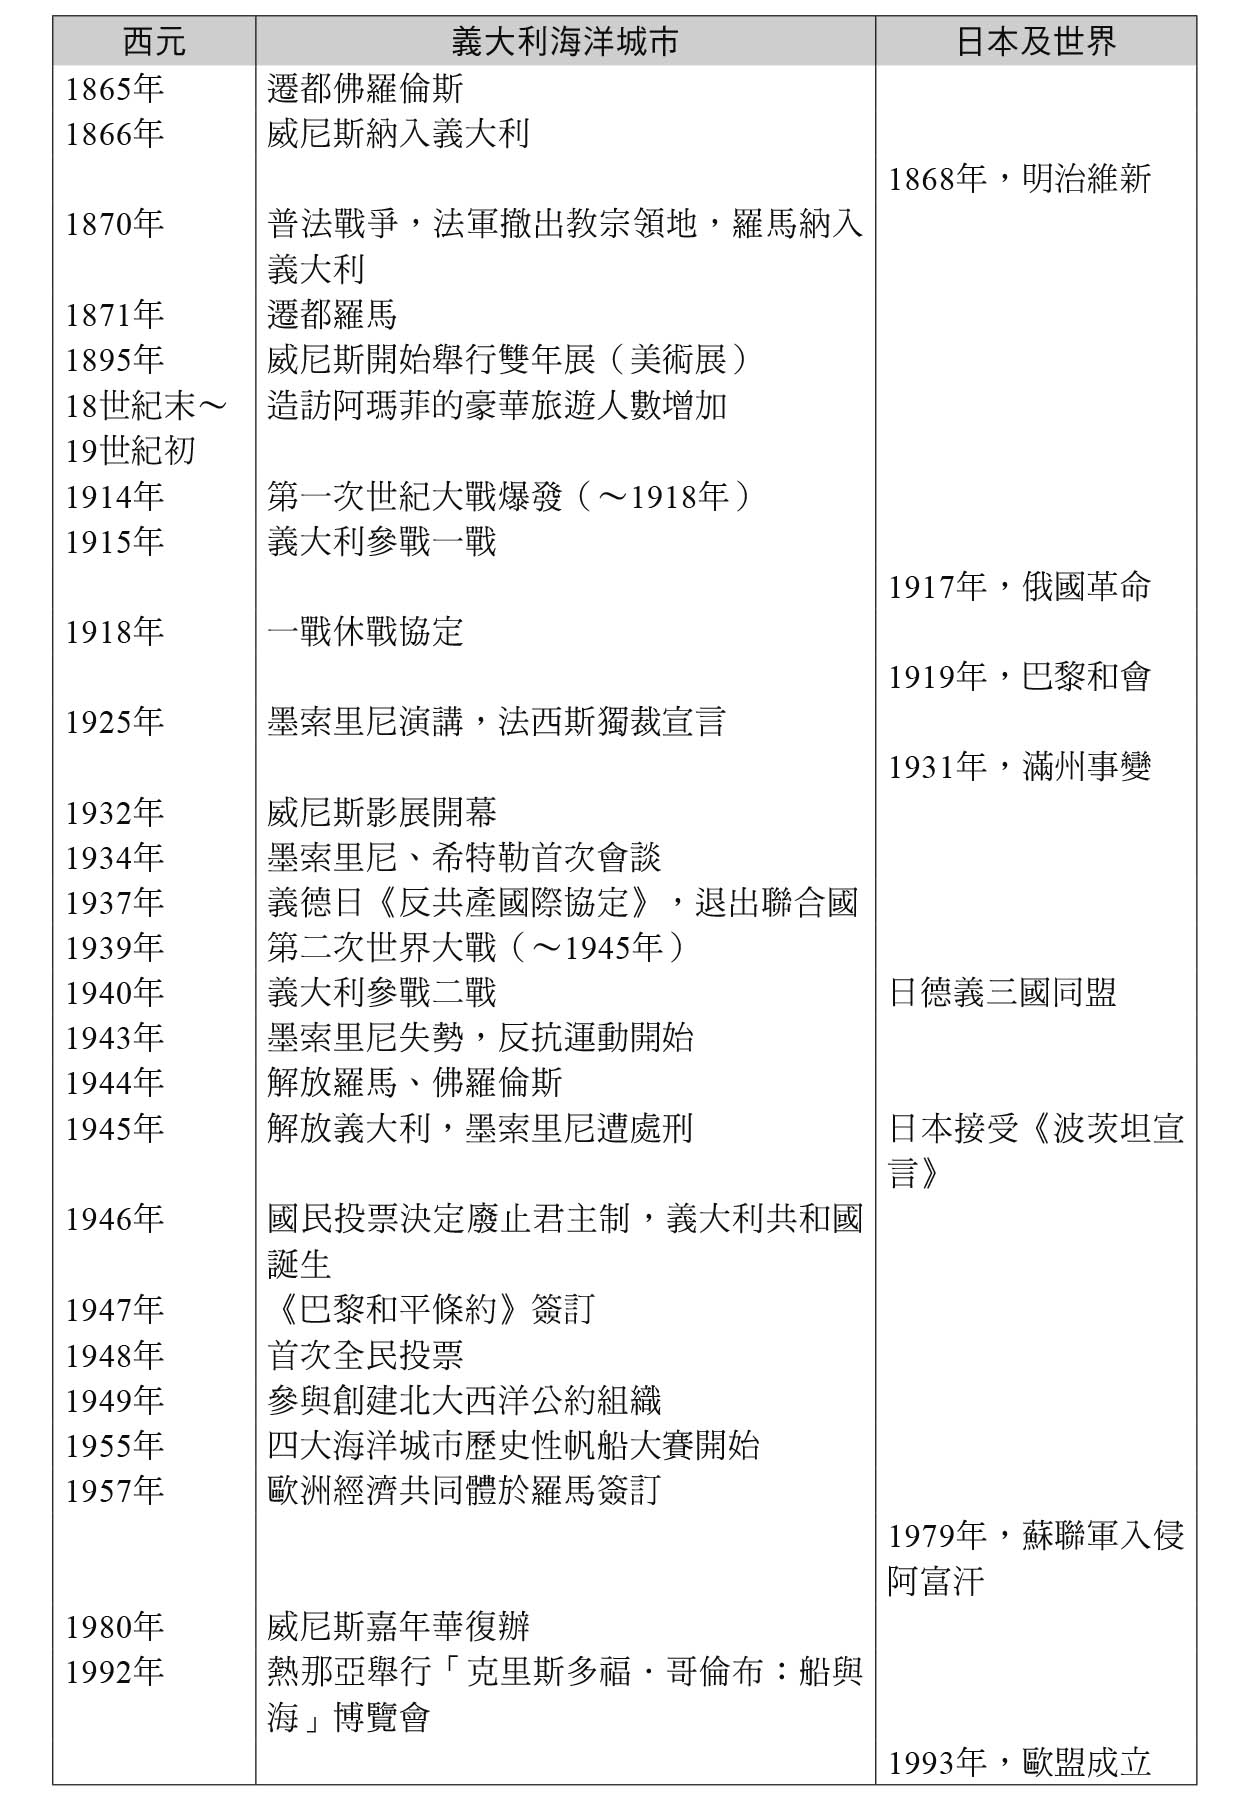 西元 義大利海洋城市 日本及世界
1865年 遷都佛羅倫斯
1866年 威尼斯納入義大利
1868年，明治維新
1870年 普法戰爭，法軍撤出教宗領地，羅馬納入
義大利
1871年 遷都羅馬
1895年 威尼斯開始舉行雙年展（美術展）
18世紀末～ 造訪阿瑪菲的豪華旅遊人數增加
19世紀初
1914年 第一次世紀大戰爆發（～1918年）
1915年 義大利參戰一戰
1917年，俄國革命
1918年 一戰休戰協定
1919年，巴黎和會
1925年 墨索里尼演講，法西斯獨裁宣言
1931年，滿州事變
1932年 威尼斯影展開幕
1934年 墨索里尼、希特勒首次會談
1937年 義德日《反共產國際協定》，退出聯合國
1939年 第二次世界大戰（～1945年）
1940年 義大利參戰二戰 日德義三國同盟
1943年 墨索里尼失勢，反抗運動開始
1944年 解放羅馬、佛羅倫斯
1945年 解放義大利，墨索里尼遭處刑 日本接受《波茨坦宣
言》
1946年 國民投票決定廢止君主制，義大利共和國
誕生
1947年 《巴黎和平條約》簽訂
1948年 首次全民投票
1949年 參與創建北大西洋公約組織
1955年 四大海洋城市歷史性帆船大賽開始
1957年 歐洲經濟共同體於羅馬簽訂
1979年，蘇聯軍入侵
阿富汗
1980年 威尼斯嘉年華復辦
1992年 熱那亞舉行「克里斯多福．哥倫布：船與
海」博覽會
1993年，歐盟成立